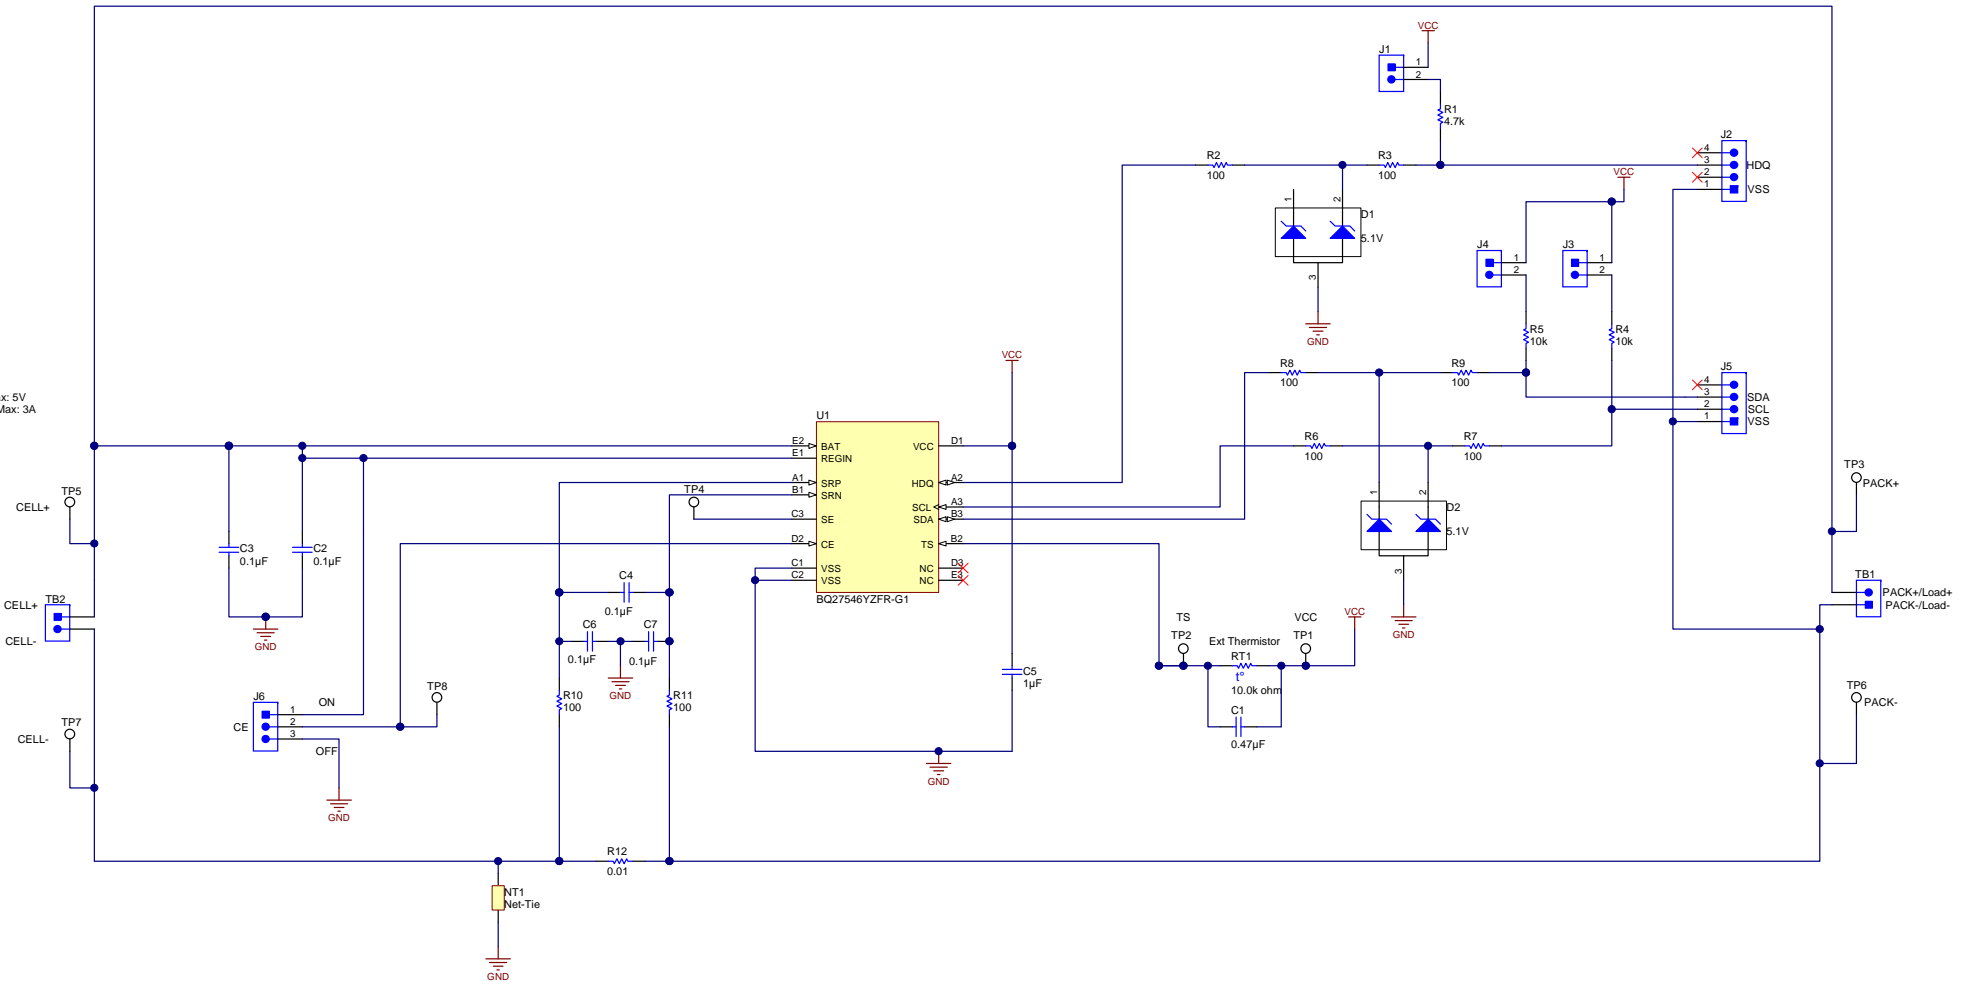 VCC
J1
1
2
R1
4.7k
J2
4
3
2
1
HDQ
VSS
R2
100
R3
100
VCC
1
2
D1
5.1V
3
GND
J4
1
2
J3
1
2
R5
10k
R4
10k
VCC
R8
100
R9
100
J5
4
3
2
1
SDA
SCL
VSS
x: 5V
Max: 3A
U1
E2
BAT
E1
REGIN
A1
SRP
B1
SRN
C3
SE
D2
CE
C1
VSS
C2
VSS
VCC
D1
HDQ
A2
SCL
A3
SDA
B3
TS
B2
NC
D3
NC
E3
BQ27546YZFR-G1
R6
100
R7
100
TP3
PACK+
TP5
CELL+
TP4
1
2
D2
5.1V
3
GND
C3
0.1µF
C2
0.1µF
GND
C4
0.1µF
C6
0.1µF
C7
0.1µF
GND
TB1
PACK+/Load+
PACK-/Load-
CELL+
TB2
CELL-
TS
TP2
Ext Thermistor
RT1
t°
10.0k ohm
VCC
TP1
VCC
C5
1µF
C1
0.47µF
TP6
PACK-
J6
ON
1
2
3
CE
OFF
GND
TP8
R10
100
R11
100
TP7
CELL-
GND
R12
0.01
NT1
Net-Tie
GND